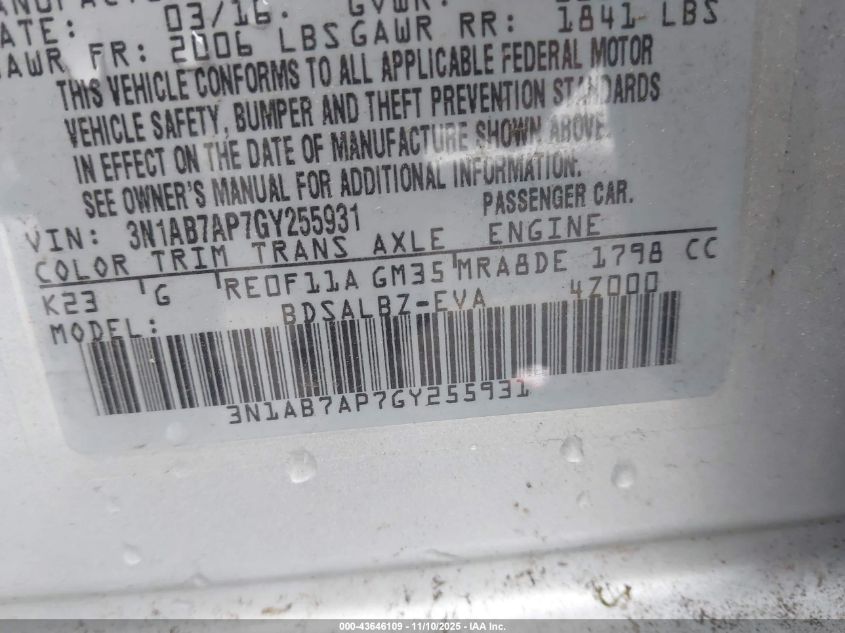 DATE: 03/16. GVWR:
GAWR FR: 2006 LBS GAWR RR: 1841 LBS
THIS VEHICLE CONFORMS TO ALL APPLICABLE FEDERAL MOTOR
VEHICLE SAFETY, BUMPER AND THEFT PREVENTION STANDARDS
IN EFFECT ON THE DATE OF MANUFACTURE SHOWN ABOVE.
SEE OWNER'S MANUAL FOR ADDITIONAL INFORMATION.
VIN: 3N1AB7AP7GY255931 PASSENGER CAR.
COLOR TRIM TRANS AXLE ENGINE
K23 G RE0F11A GM35 MRA8DE 1798 CC
MODEL: BDSALBZ-EVA 4Z000
3N1AB7AP7GY255931
000-43646109 - 11/10/2025 - IAA Inc.